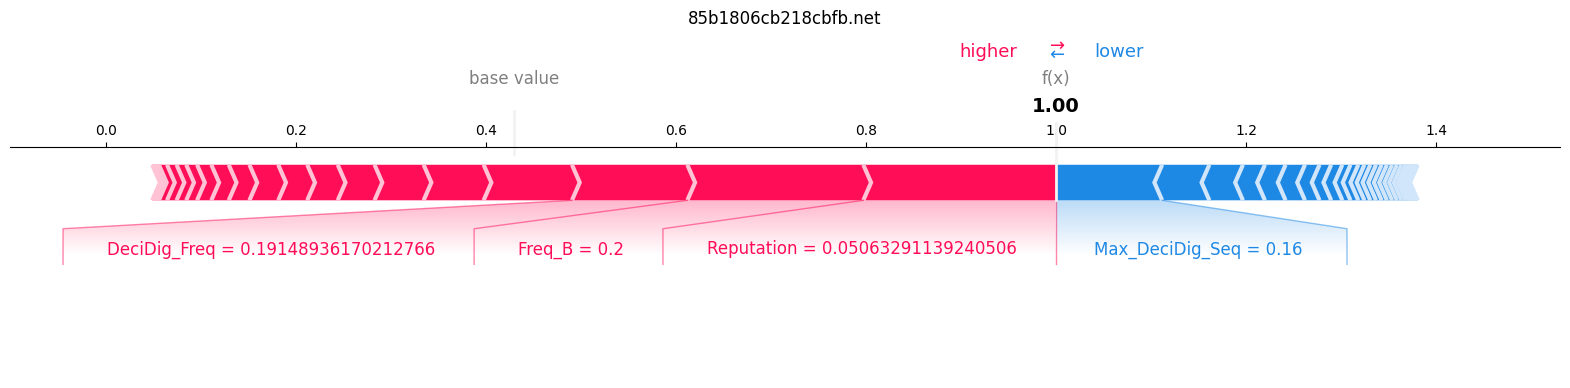 85b1806cb218cbfb.net
higher → ← lower
base value f(x)
1.00
0.0 0.2 0.4 0.6 0.8 1.0 1.2 1.4
DeciDig_Freq = 0.19148936170212766 Freq_B = 0.2 Reputation = 0.05063291139240506 Max_DeciDig_Seq = 0.16